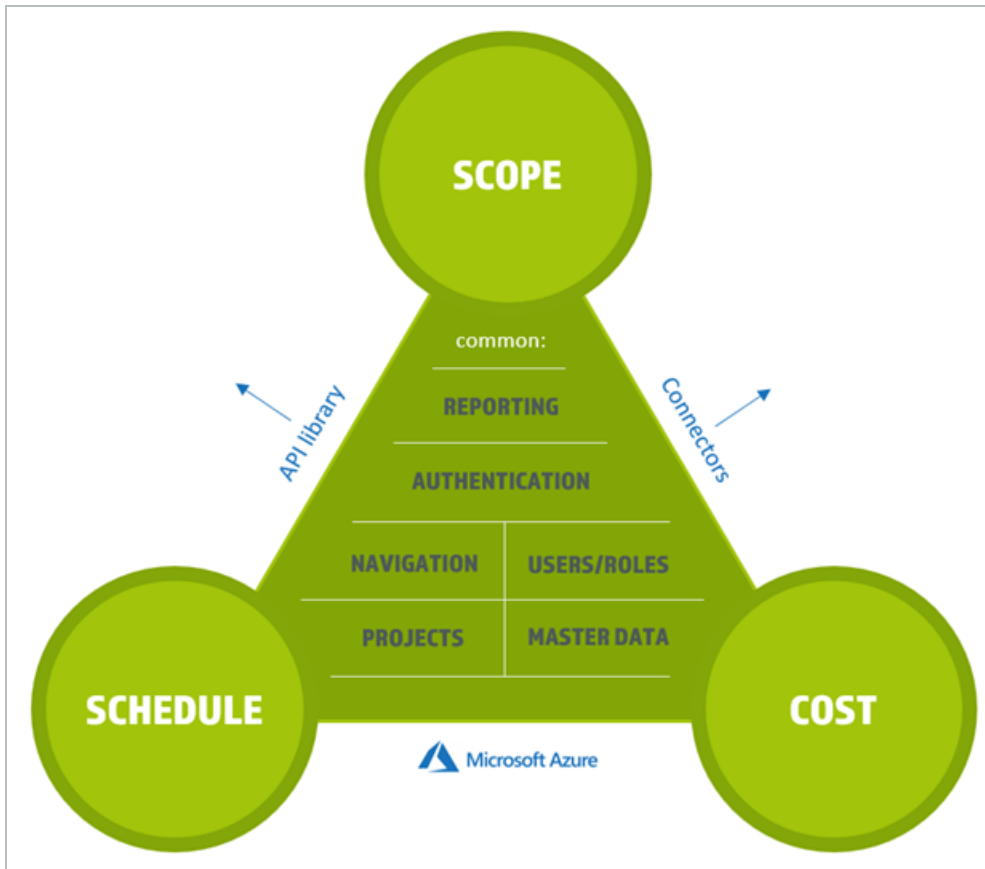 SCOPE
common:
REPORTING
API library
Connectors
AUTHENTICATION
NAVIGATION
USERS/ROLES
PROJECTS
MASTER DATA
SCHEDULE
COST
Microsoft Azure